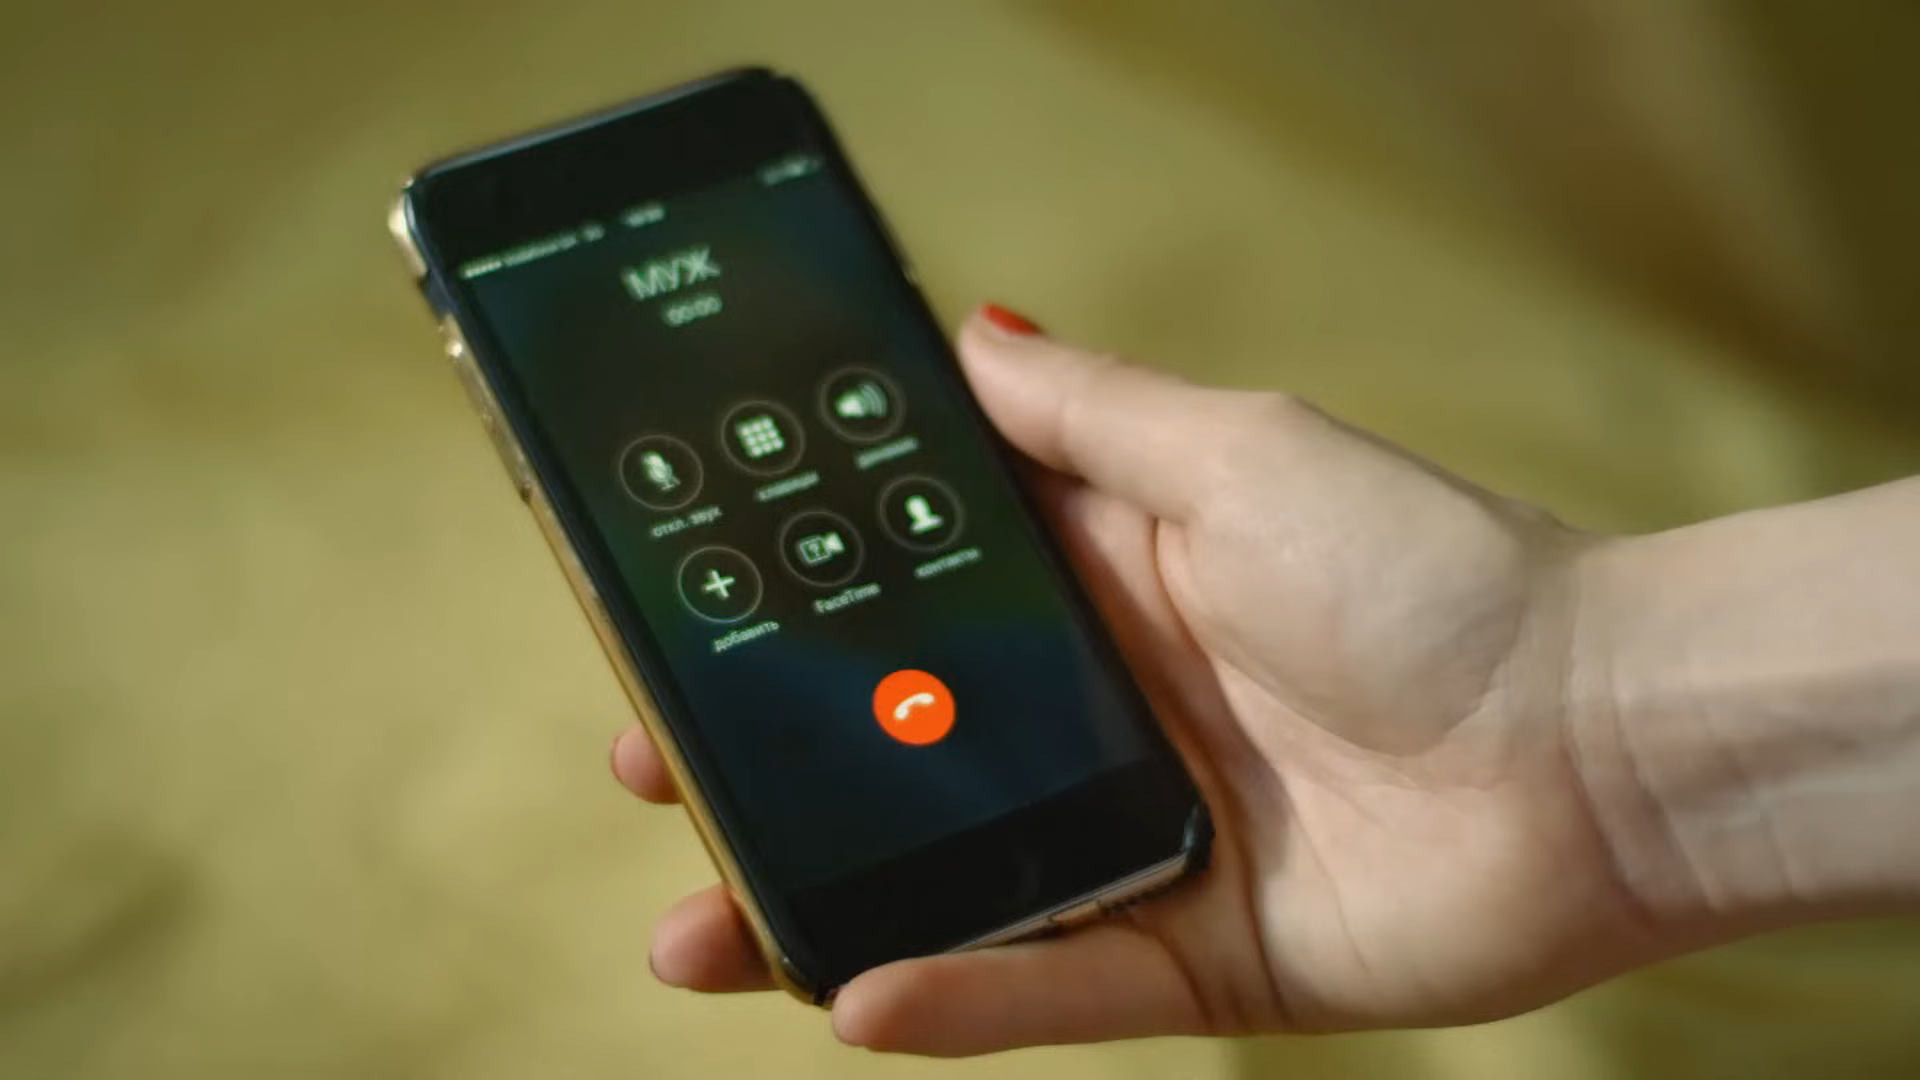 МУЖ
00:00
откл. звук
клавиши
динамик
добавить
FaceTime
контакты